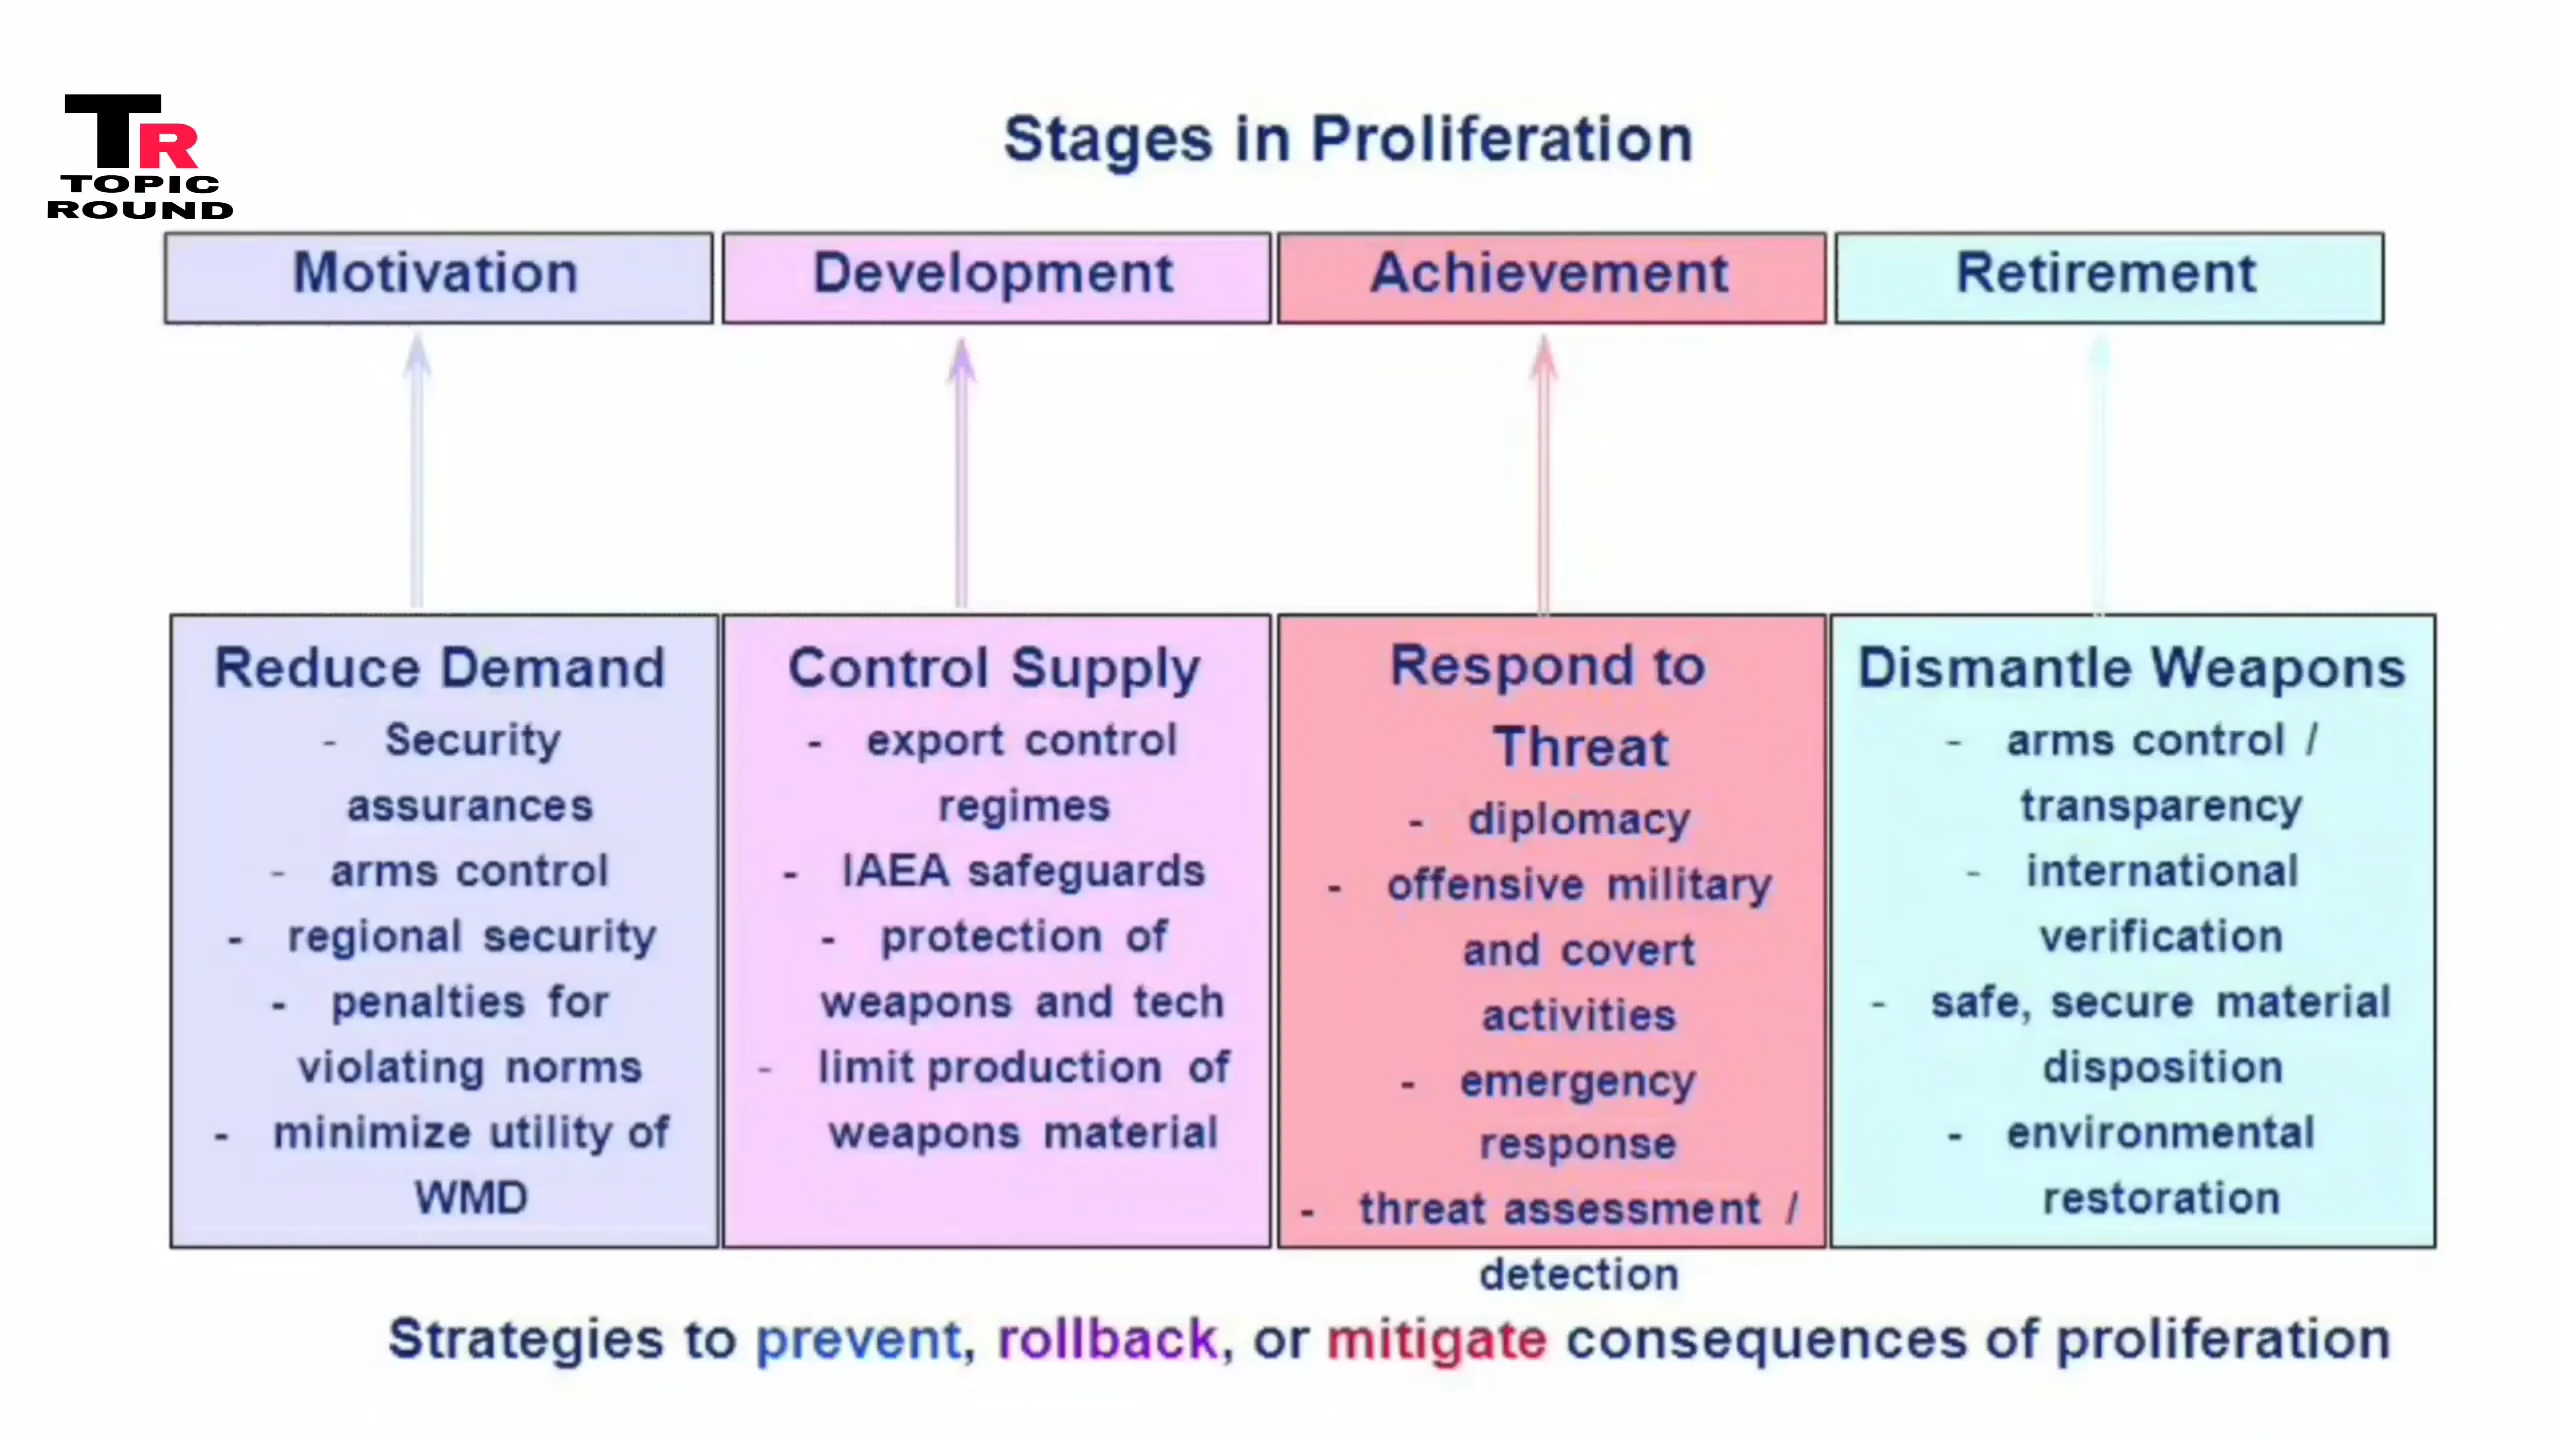 TR
TOPIC
ROUND
Stages in Proliferation
Motivation
Development
Achievement
Retirement
Reduce Demand
- Security
assurances
- arms control
- regional security
- penalties for
violating norms
- minimize utility of
WMD
Control Supply
- export control
regimes
- IAEA safeguards
- protection of
weapons and tech
- limit production of
weapons material
Respond to
Threat
- diplomacy
- offensive military
and covert
activities
- emergency
response
- threat assessment /
detection
Dismantle Weapons
- arms control /
transparency
- international
verification
- safe, secure material
disposition
- environmental
restoration
Strategies to prevent, rollback, or mitigate consequences of proliferation